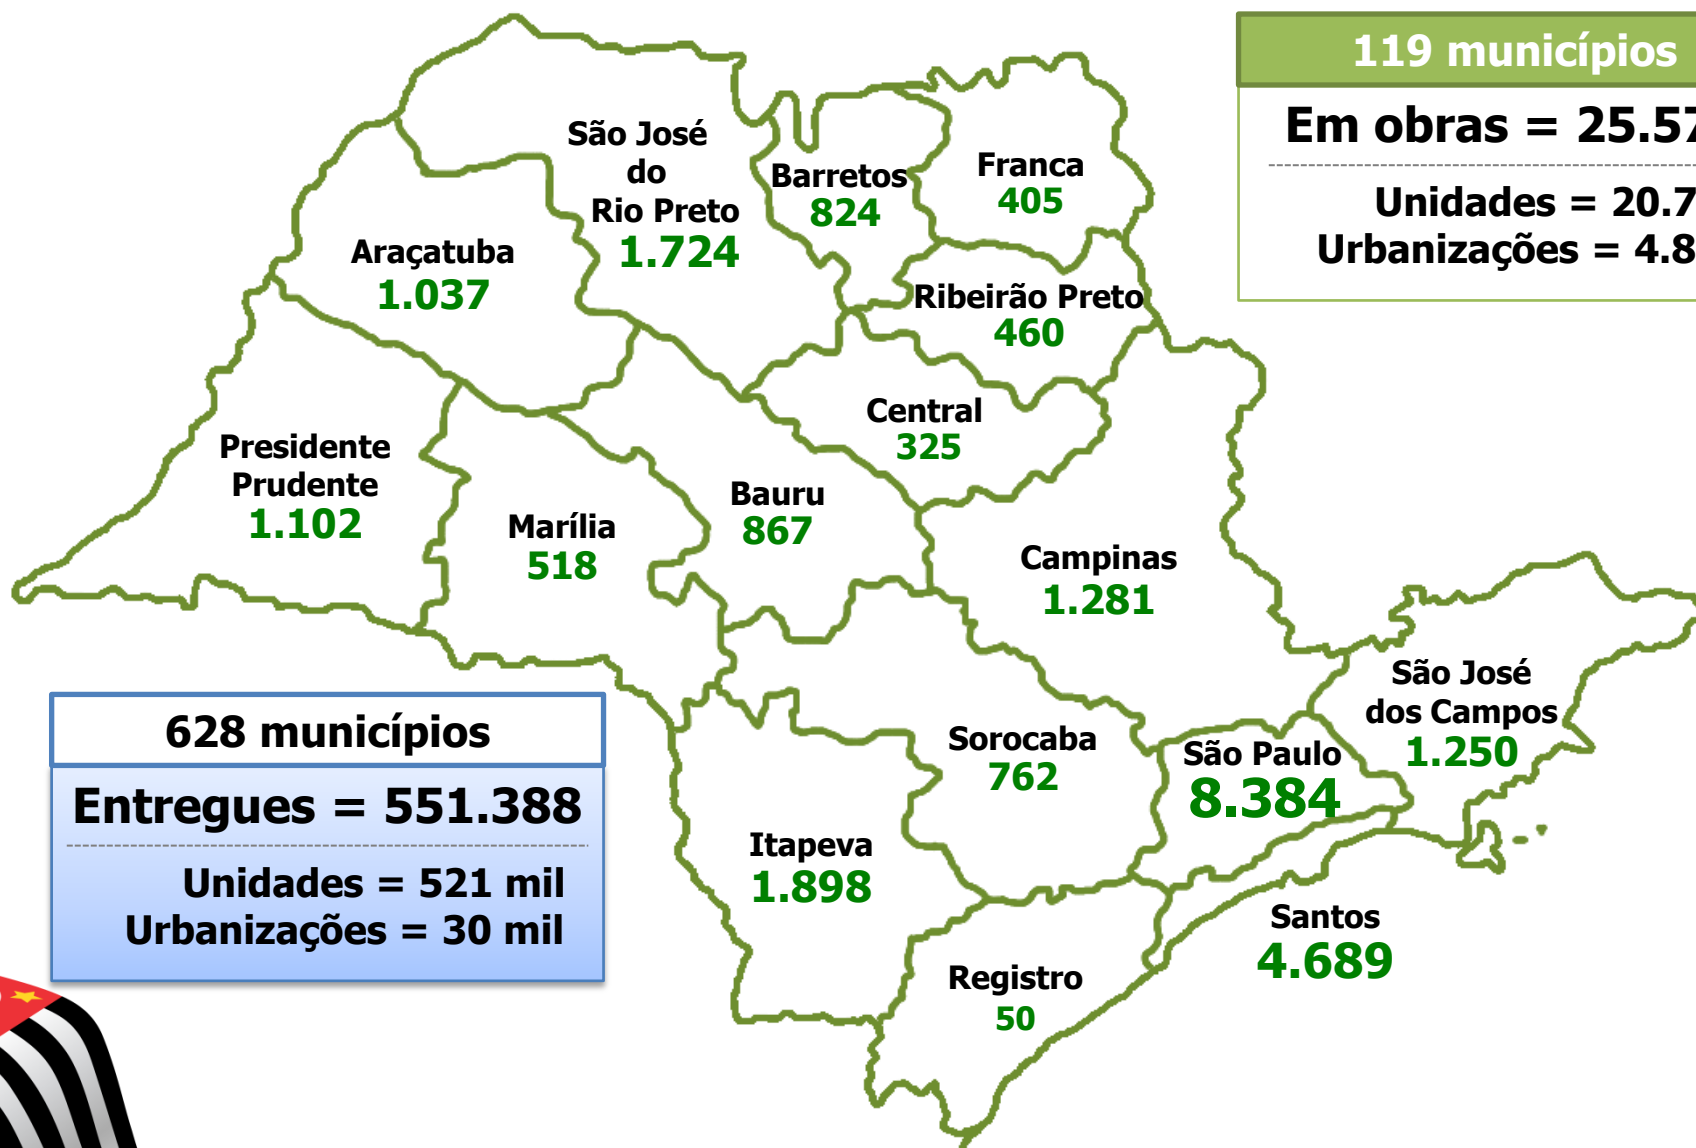 119 municípios
Em obras = 25.57
Unidades = 20.7
Urbanizações = 4.8
São José
do
Rio Preto
1.724
Barretos
824
Franca
405
Araçatuba
1.037
Ribeirão Preto
460
Central
325
Presidente
Prudente
1.102
Marília
518
Bauru
867
Campinas
1.281
São José
dos Campos
1.250
Sorocaba
762
São Paulo
8.384
Itapeva
1.898
Santos
4.689
Registro
50
628 municípios
Entregues = 551.388
Unidades = 521 mil
Urbanizações = 30 mil